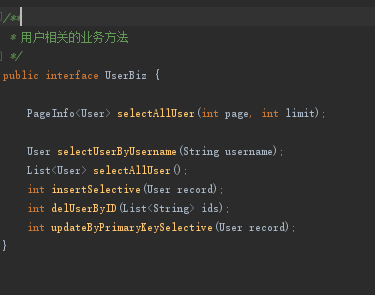 /**
 * 用户相关的业务方法
 */
public interface UserBiz {
PageInfo<User> selectAllUser(int page, int limit);
User selectUserByUsername(String username);
List<User> selectAllUser();
int insertSelective(User record);
int delUserByID(List<String> ids);
int updateByPrimaryKeySelective(User record);
}